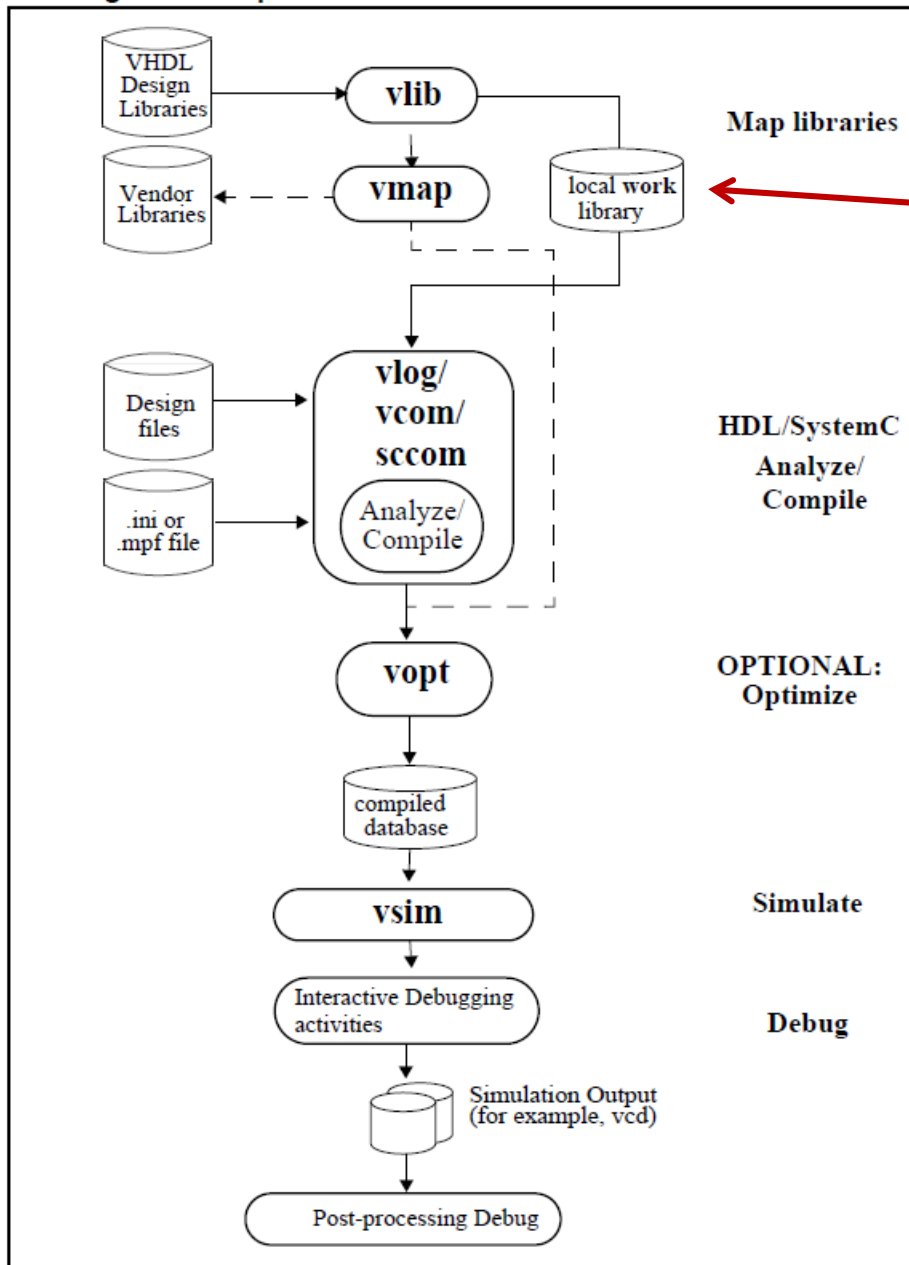 VHDL
Design
Libraries
vlib
Map libraries
Vendor
Libraries
vmap
local work
library
Design
files
.ini or
.mpf file
vlog/
vcom/
sccom
Analyze/
Compile
HDL/SystemC
Analyze/
Compile
vopt
OPTIONAL:
Optimize
compiled
database
vsim
Simulate
Interactive Debugging
activities
Debug
Simulation Output
(for example, vcd)
Post-processing Debug